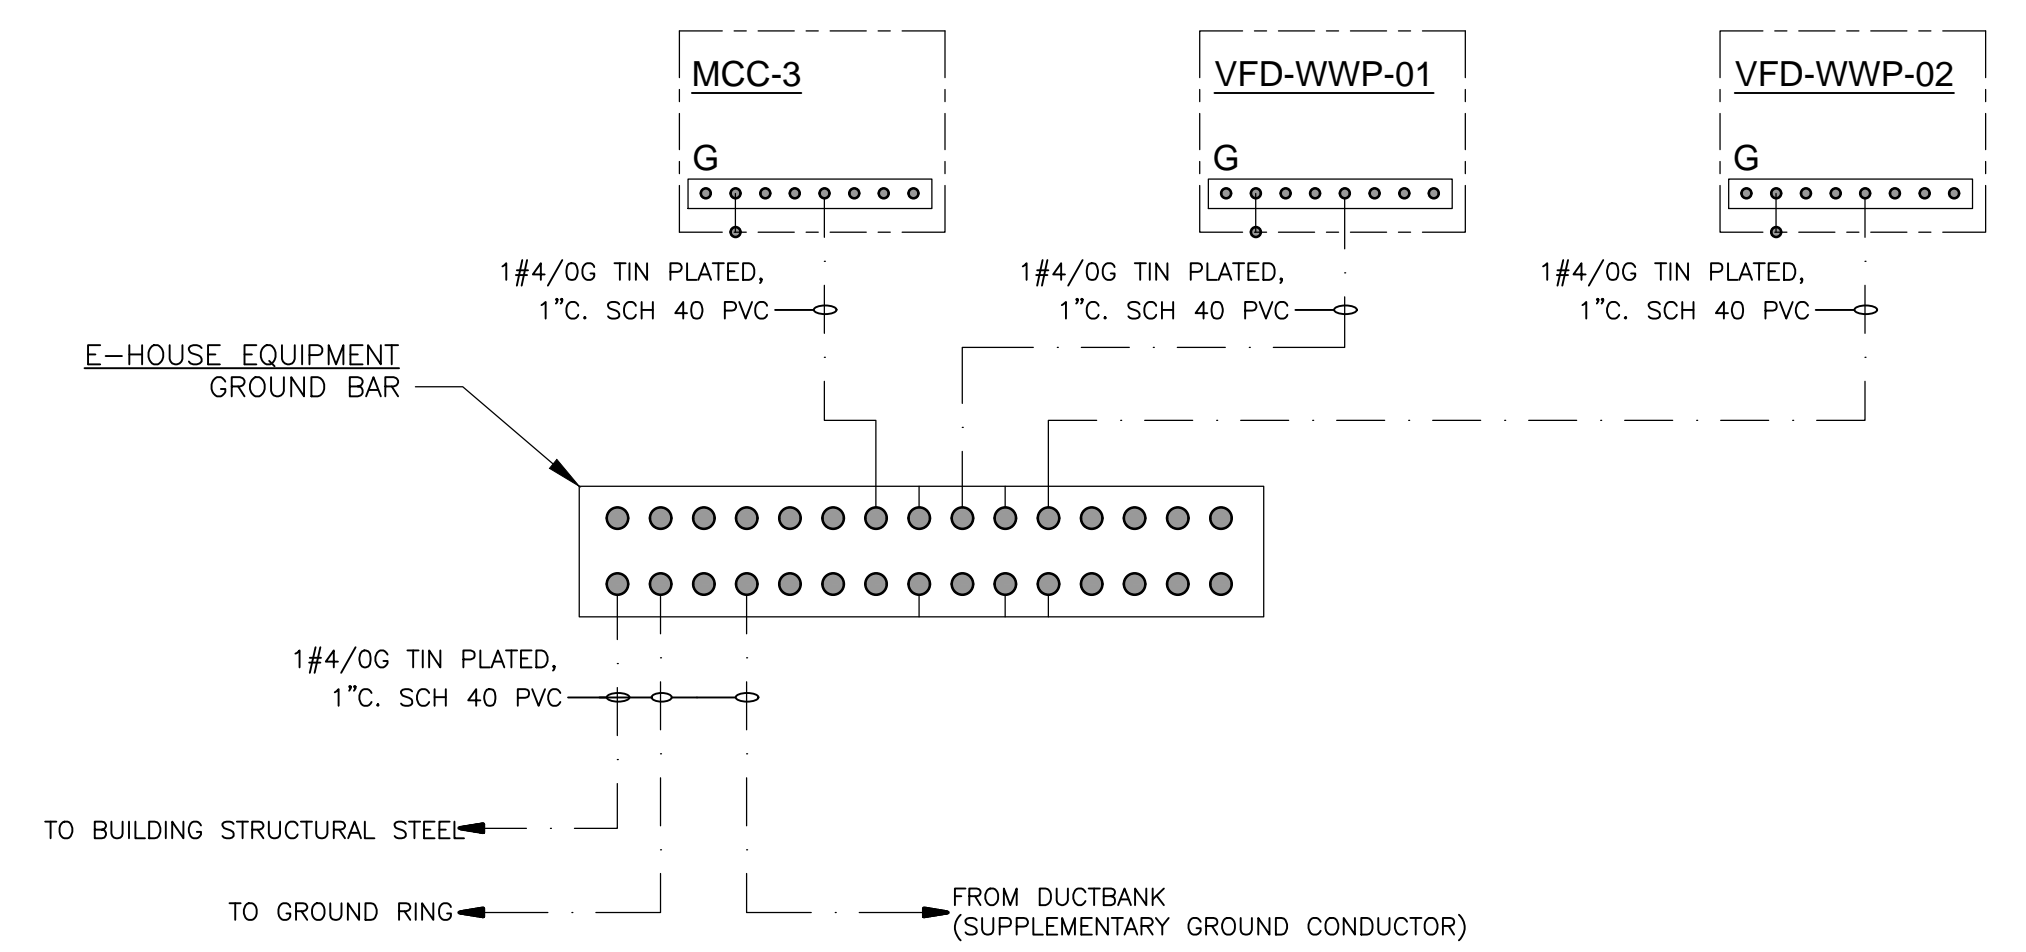 MCC-3
VFD-WWP-01
VFD-WWP-02
G
G
G
1#4/0G TIN PLATED,
1"C. SCH 40 PVC
1#4/0G TIN PLATED,
1"C. SCH 40 PVC
1#4/0G TIN PLATED,
1"C. SCH 40 PVC
E-HOUSE EQUIPMENT
GROUND BAR
1#4/0G TIN PLATED,
1"C. SCH 40 PVC
TO BUILDING STRUCTURAL STEEL
TO GROUND RING
FROM DUCTBANK
(SUPPLEMENTARY GROUND CONDUCTOR)